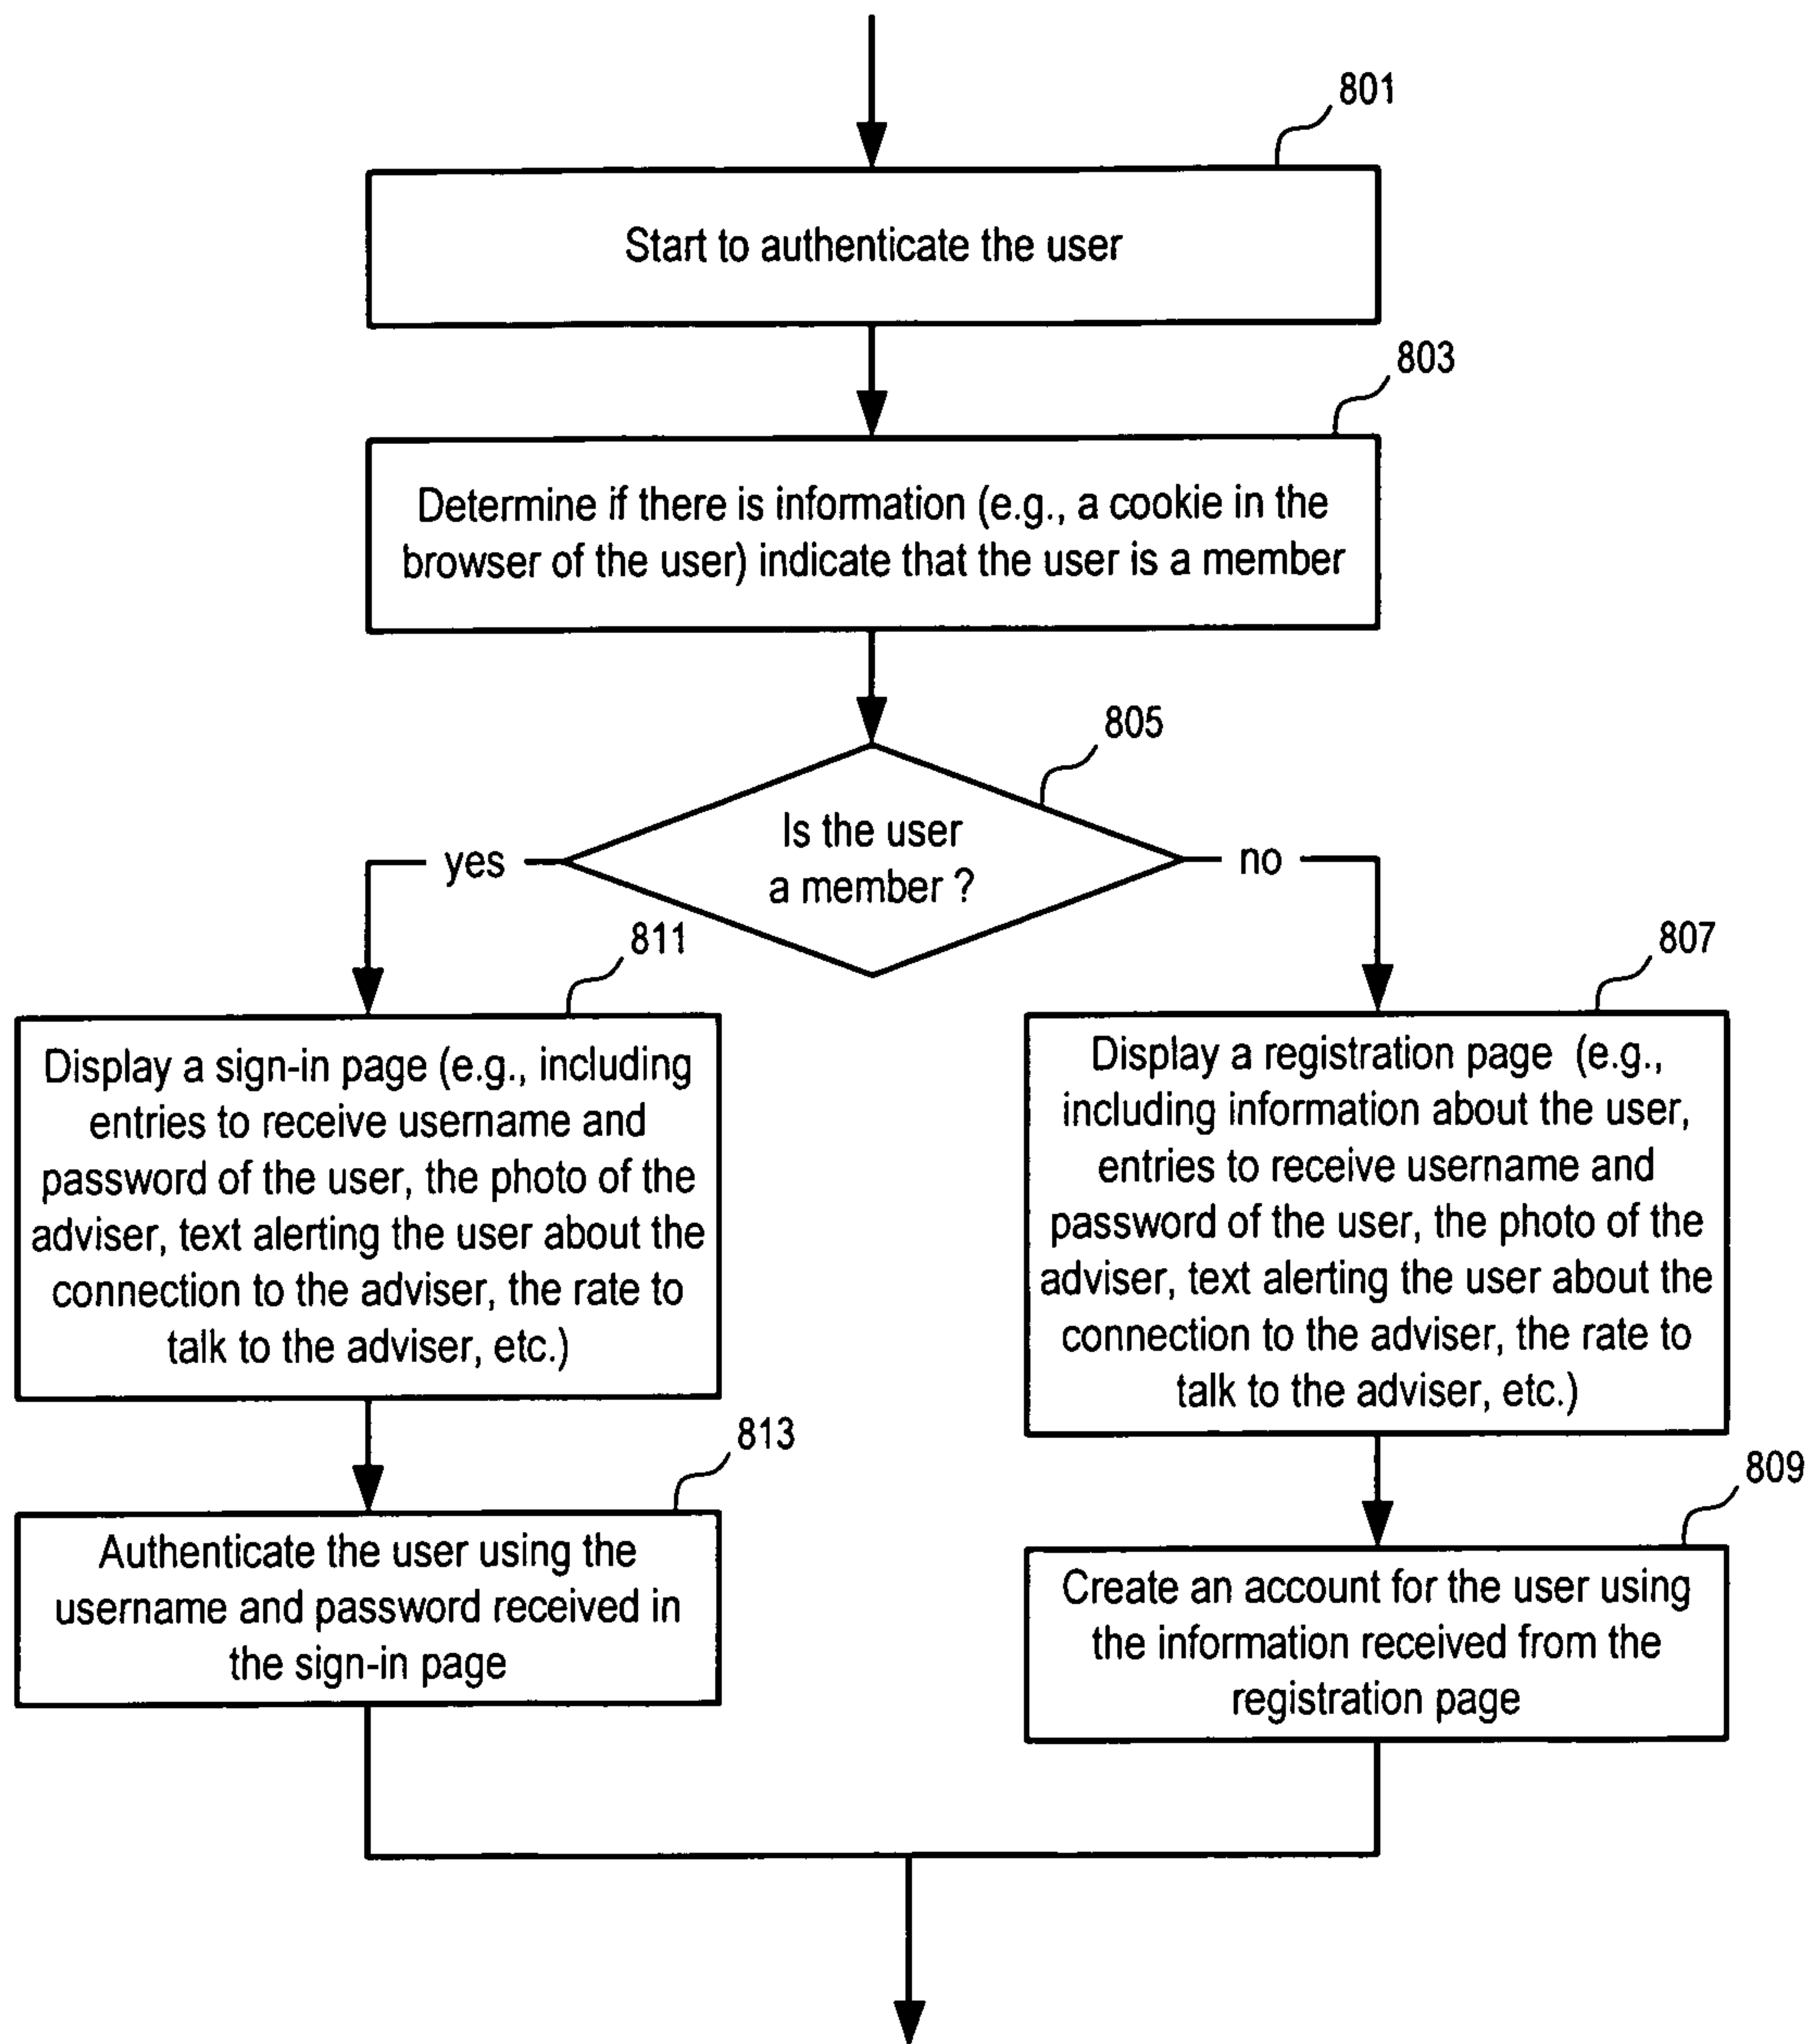 801
Start to authenticate the user
803
Determine if there is information (e.g., a cookie in the
browser of the user) indicate that the user is a member
805
Is the user
a member ?
yes
no
811
Display a sign-in page (e.g., including
entries to receive username and
password of the user, the photo of the
adviser, text alerting the user about the
connection to the adviser, the rate to
talk to the adviser, etc.)
807
Display a registration page (e.g.,
including information about the user,
entries to receive username and
password of the user, the photo of the
adviser, text alerting the user about the
connection to the adviser, the rate to
talk to the adviser, etc.)
813
Authenticate the user using the
username and password received in
the sign-in page
809
Create an account for the user using
the information received from the
registration page